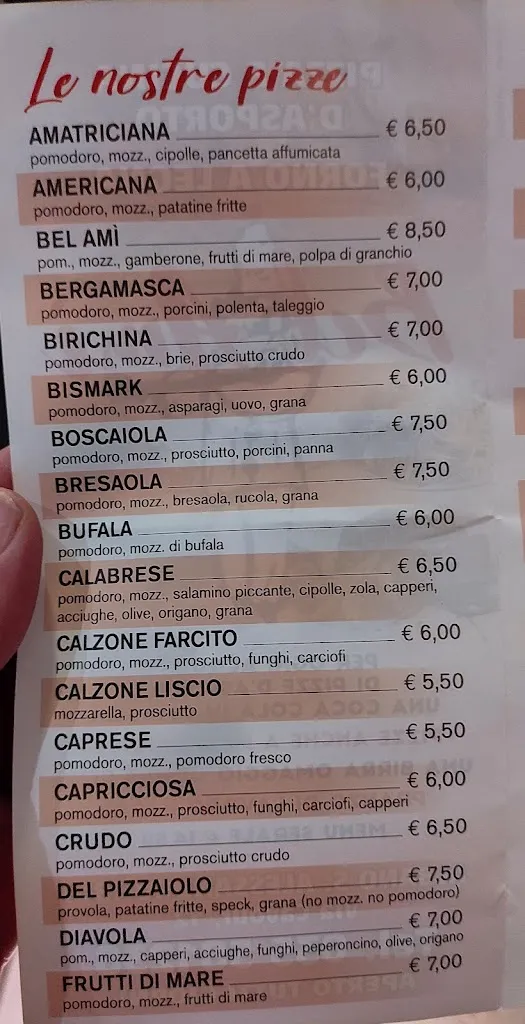 Le nostre pizze
AMATRICIANA € 6,50
pomodoro, mozz., cipolle, pancetta affumicata
AMERICANA € 6,00
pomodoro, mozz., patatine fritte
BEL AMÌ € 8,50
pom., mozz., gamberone, frutti di mare, polpa di granchio
BERGAMASCA € 7,00
pomodoro, mozz., porcini, polenta, taleggio
BIRICHINA € 7,00
pomodoro, mozz., brie, prosciutto crudo
BISMARK € 6,00
pomodoro, mozz., asparagi, uovo, grana
BOSCAIOLA € 7,50
pomodoro, mozz., prosciutto, porcini, panna
BRESAOLA € 7,50
pomodoro, mozz., bresaola, rucola, grana
BUFALA € 6,00
pomodoro, mozz. di bufala
CALABRESE € 6,50
pomodoro, mozz., salamino piccante, cipolle, zola, capperi,
acciughe, olive, origano, grana
CALZONE FARCITO € 6,00
pomodoro, mozz., prosciutto, funghi, carciofi
CALZONE LISCIO € 5,50
mozzarella, prosciutto
CAPRESE € 5,50
pomodoro, mozz., pomodoro fresco
CAPRICCIOSA € 6,00
pomodoro, mozz., prosciutto, funghi, carciofi, capperi
CRUDO € 6,50
pomodoro, mozz., prosciutto crudo
DEL PIZZAIOLO € 7,50
provola, patatine fritte, speck, grana (no mozz. no pomodoro)
DIAVOLA € 7,00
pom., mozz., capperi, acciughe, funghi, peperoncino, olive, origano
FRUTTI DI MARE € 7,00
pomodoro, mozz., frutti di mare